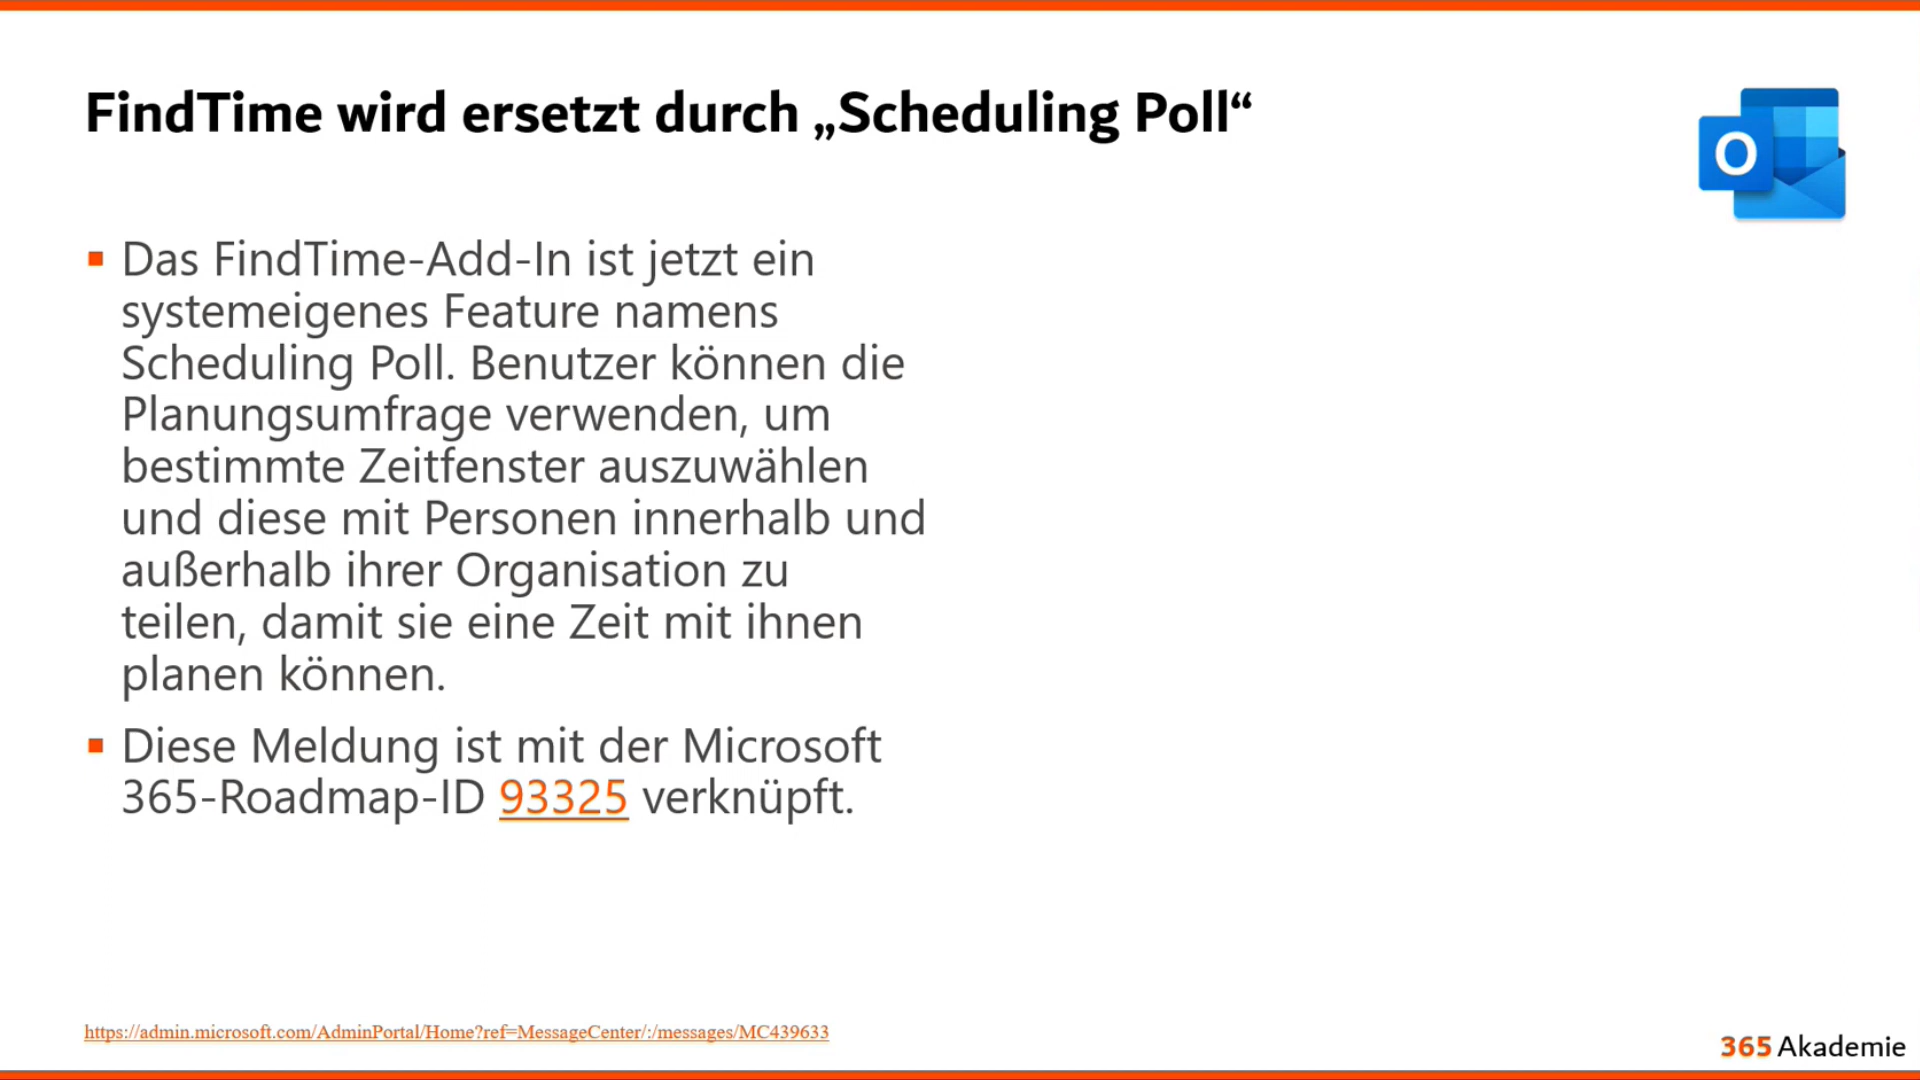 FindTime wird ersetzt durch „Scheduling Poll“
O
Das FindTime-Add-In ist jetzt ein
systemeigenes Feature namens
Scheduling Poll. Benutzer können die
Planungsumfrage verwenden, um
bestimmte Zeitfenster auszuwählen
und diese mit Personen innerhalb und
außerhalb ihrer Organisation zu
teilen, damit sie eine Zeit mit ihnen
planen können.
Diese Meldung ist mit der Microsoft
365-Roadmap-ID 93325 verknüpft.
https://admin.microsoft.com/AdminPortal/Home?ref=MessageCenter/:/messages/MC439633
365 Akademie